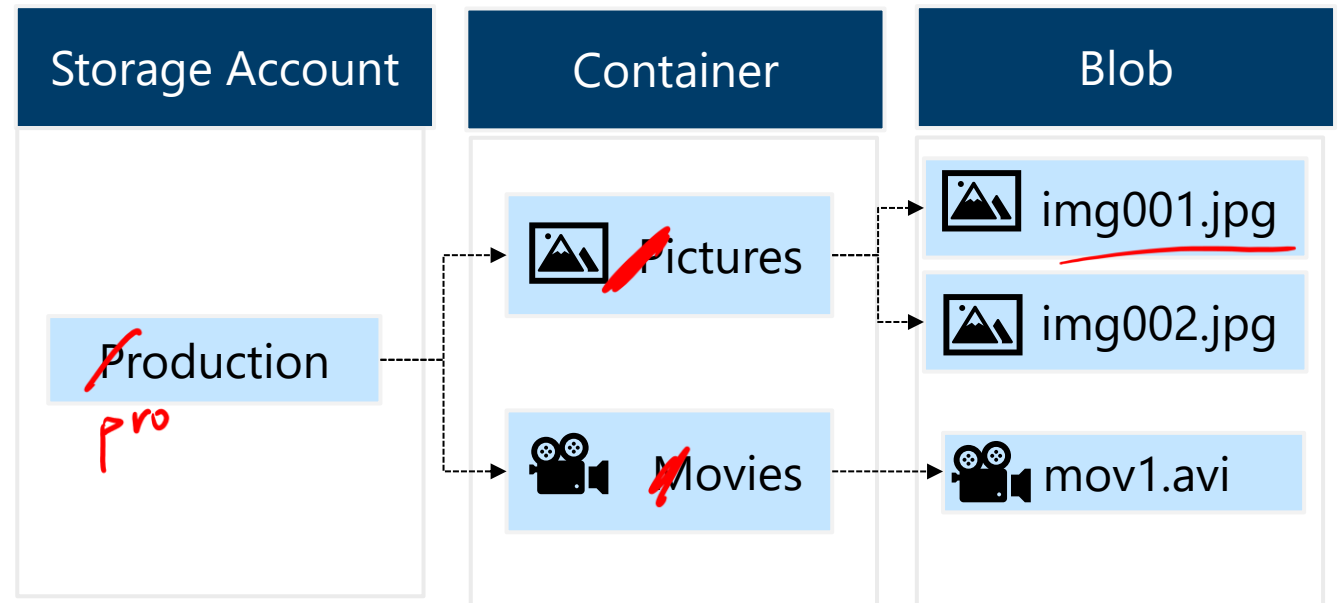 Storage Account
Container
Blob
Production
pro
Pictures
Movies
img001.jpg
img002.jpg
mov1.avi